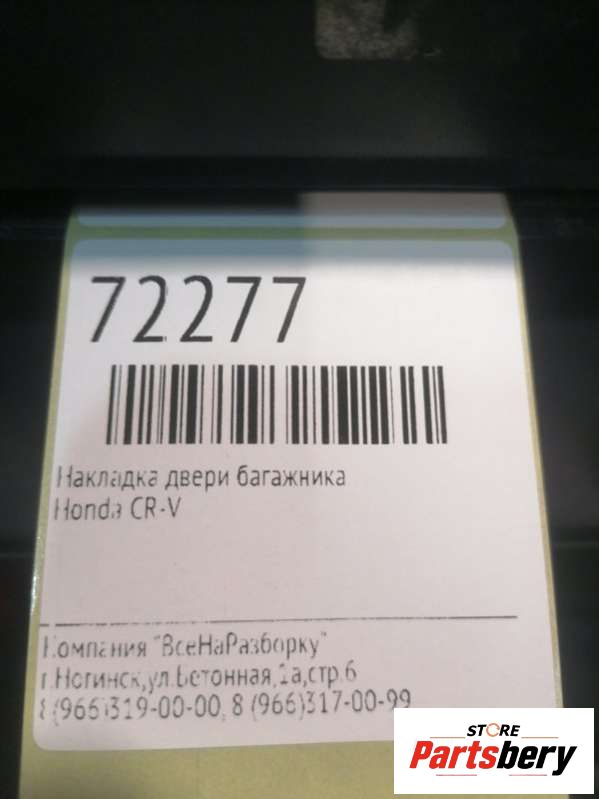 72277
Накладка двери багажника
Honda CR-V
Компания "ВсеНаРазборку"
г.Ногинск,ул.Бетонная,1а,стр.6
8 (966)319-00-00, 8 (966)317-00-99
STORE
Partsbery